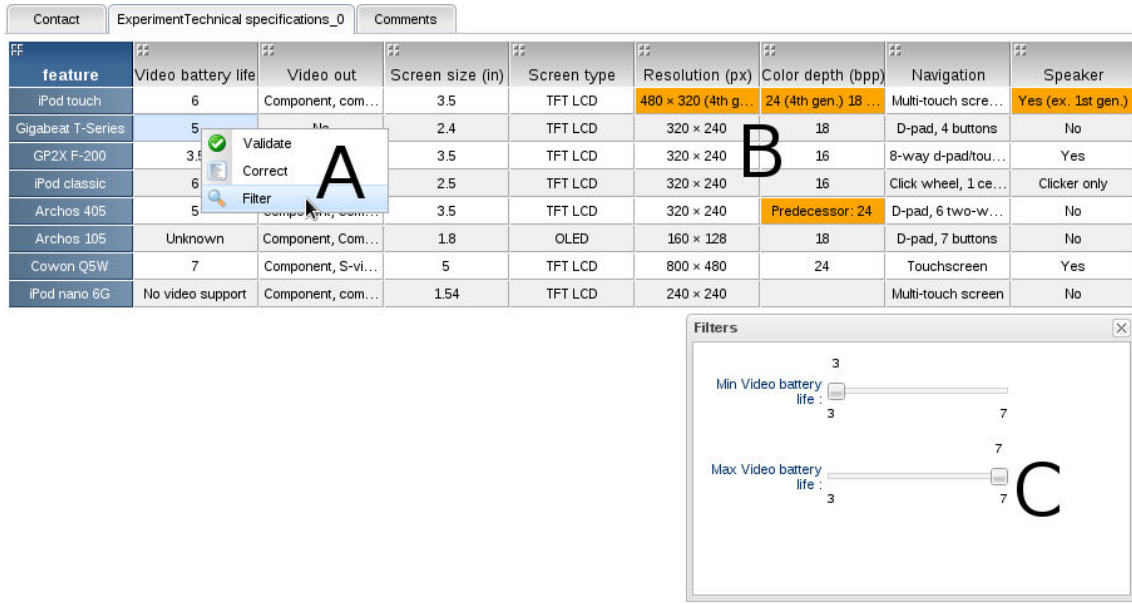 Contact ExperimentTechnical specifications_0 Comments
feature Video battery life Video out Screen size (in) Screen type Resolution (px) Color depth (bpp) Navigation Speaker
iPod touch 6 Component, com... 3.5 TFT LCD 480 × 320 (4th g... 24 (4th gen.) 18 ... Multi-touch scre... Yes (ex. 1st gen.)
Gigabeat T-Series 5 No 2.4 TFT LCD 320 × 240 18 D-pad, 4 buttons No
Validate
GP2X F-200 3.5 3.5 TFT LCD 320 × 240 16 8-way d-pad/tou... Yes
Correct
A
B
iPod classic 6 2.5 TFT LCD 320 × 240 16 Click wheel, 1 ce... Clicker only
Filter
Archos 405 5 Component, Com... 3.5 TFT LCD 320 × 240 Predecessor: 24 D-pad, 6 two-w... No
Archos 105 Unknown Component, Com... 1.8 OLED 160 × 128 18 D-pad, 7 buttons No
Cowon Q5W 7 Component, S-vi... 5 TFT LCD 800 × 480 24 Touchscreen Yes
iPod nano 6G No video support Component, com... 1.54 TFT LCD 240 × 240 Multi-touch screen No
Filters
3
Min Video battery
life :
3 7
7
Max Video battery
life :
3 7
C